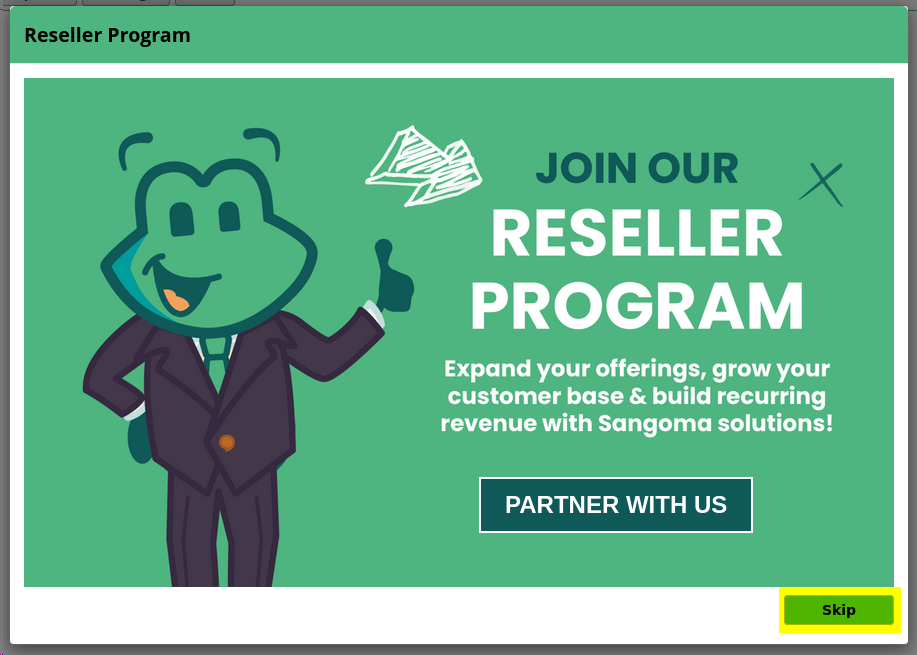 Reseller Program
JOIN OUR
RESELLER
PROGRAM
Expand your offerings, grow your
customer base & build recurring
revenue with Sangoma solutions!
PARTNER WITH US
Skip